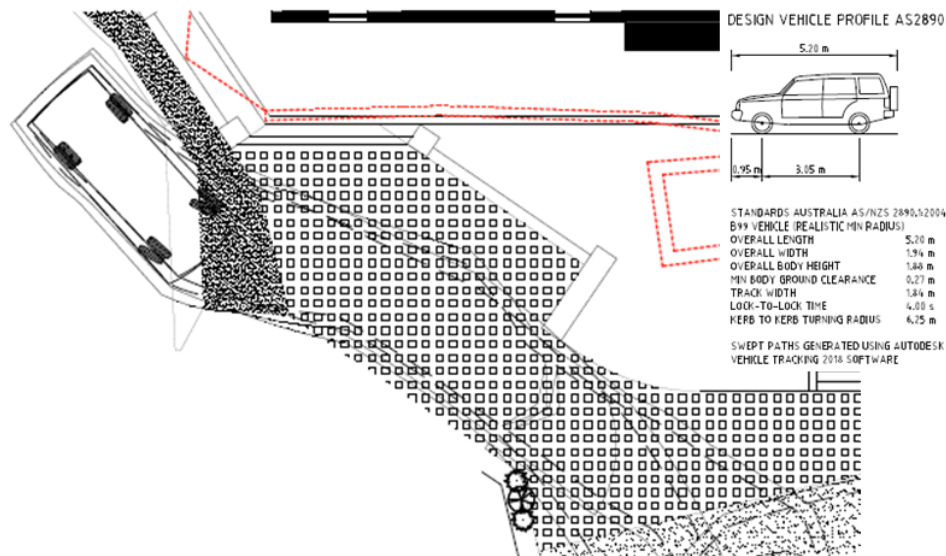 DESIGN VEHICLE PROFILE AS2890
5.20 m
0.95 m
3.05 m
STANDARDS AUSTRALIA AS/NZS 2890.1:2004
B99 VEHICLE (REALISTIC MIN RADIUS)
OVERALL LENGTH 5.20 m
OVERALL WIDTH 1.94 m
OVERALL BODY HEIGHT 1.88 m
MIN BODY GROUND CLEARANCE 0.27 m
TRACK WIDTH 1.84 m
LOCK-TO-LOCK TIME 4.00 s
KERB TO KERB TURNING RADIUS 6.25 m
SWEPT PATHS GENERATED USING AUTODESK
VEHICLE TRACKING 2018 SOFTWARE